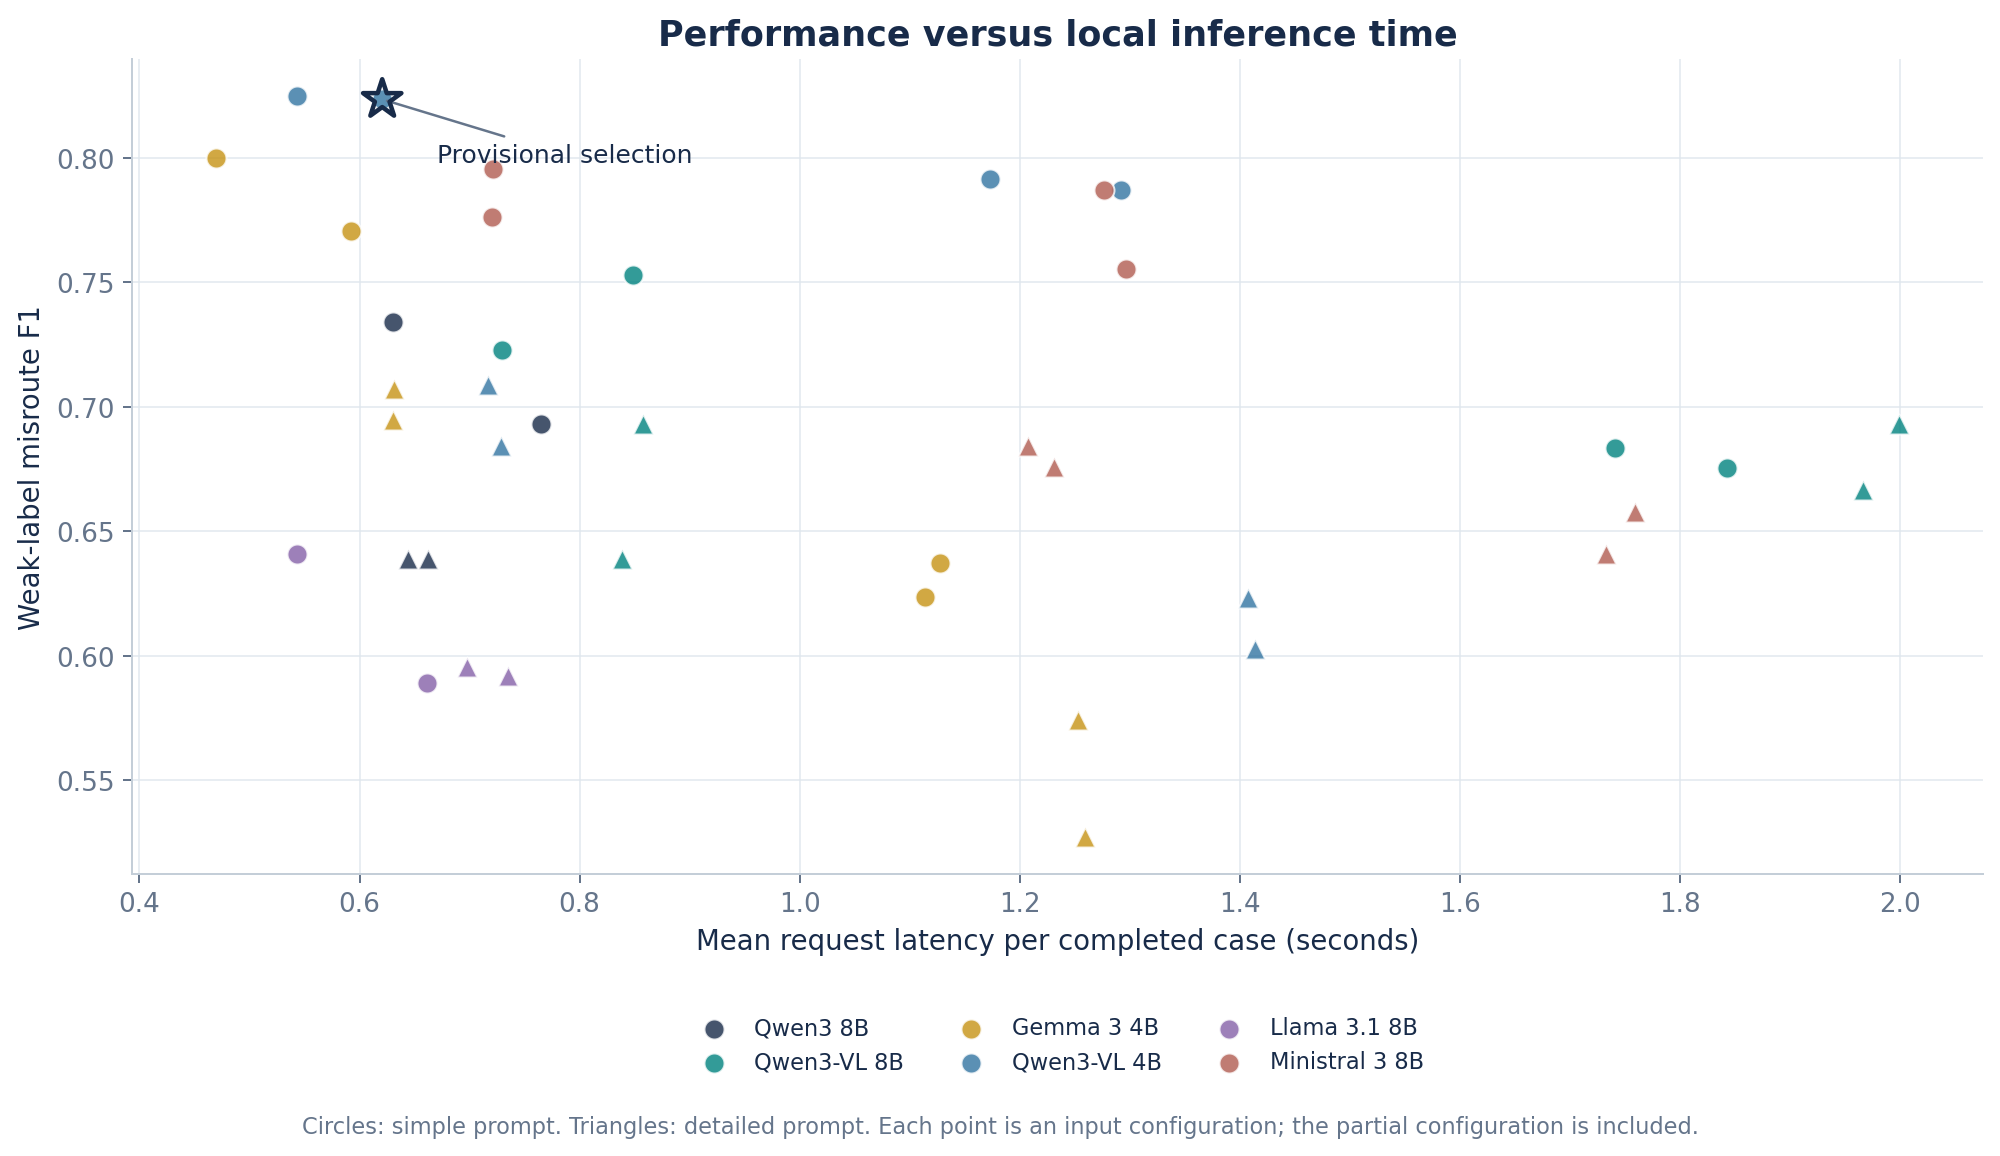 Performance versus local inference time
Provisional selection
0.80
0.75
0.70
0.65
0.60
0.55
Weak-label misroute F1
0.4 0.6 0.8 1.0 1.2 1.4 1.6 1.8 2.0
Mean request latency per completed case (seconds)
Qwen3 8B Gemma 3 4B Llama 3.1 8B
Qwen3-VL 8B Qwen3-VL 4B Ministral 3 8B
Circles: simple prompt. Triangles: detailed prompt. Each point is an input configuration; the partial configuration is included.